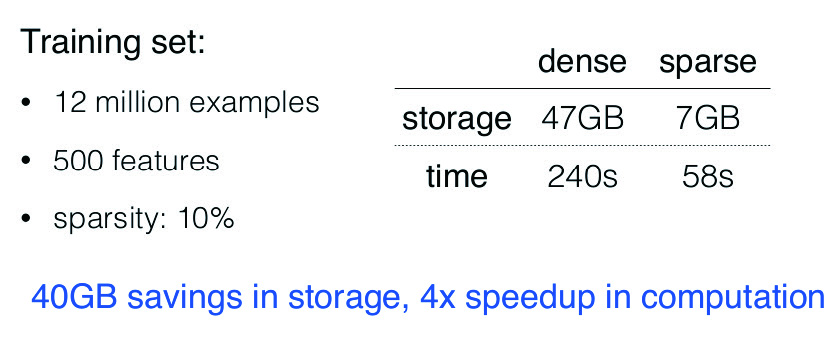 Training set:
• 12 million examples
• 500 features
• sparsity: 10%
dense sparse
storage 47GB 7GB
time 240s 58s
40GB savings in storage, 4x speedup in computation